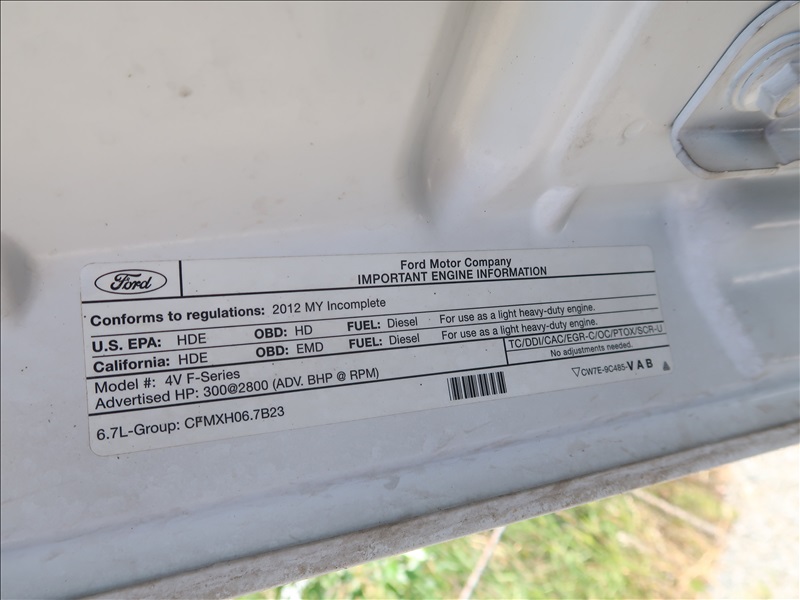 Ford
Ford Motor Company
IMPORTANT ENGINE INFORMATION
Conforms to regulations: 2012 MY Incomplete
U.S. EPA: HDE OBD: HD FUEL: Diesel For use as a light heavy-duty engine.
California: HDE OBD: EMD FUEL: Diesel For use as a light heavy-duty engine.
Model #: 4V F-Series
TC/DDI/CAC/EGR-C/OC/PTOX/SCR-U
Advertised HP: 300@2800 (ADV. BHP @ RPM)
No adjustments needed.
6.7L-Group: CFMXH06.7B23
CW7E-9C485-VAB